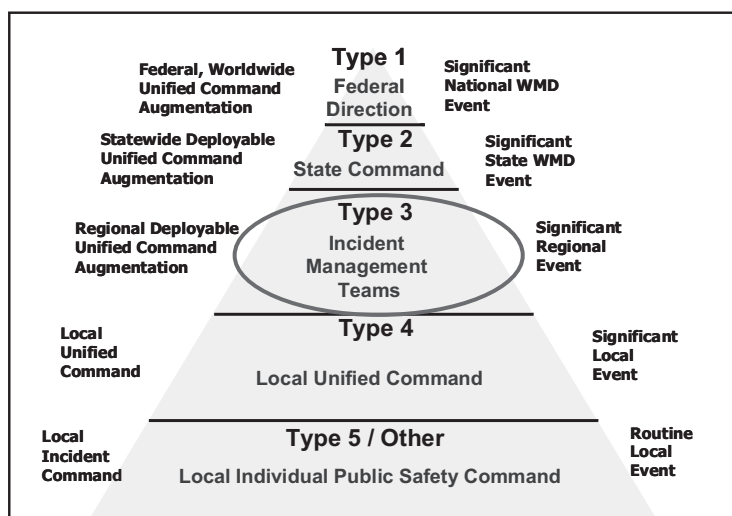 Type 1
Federal, Worldwide
Unified Command
Augmentation
Federal
Direction
Significant
National WMD
Event
Type 2
Statewide Deployable
Unified Command
Augmentation
State Command
Significant
State WMD
Event
Type 3
Regional Deployable
Unified Command
Augmentation
Incident
Management
Teams
Significant
Regional
Event
Type 4
Local
Unified
Command
Local Unified Command
Significant
Local
Event
Type 5 / Other
Local
Incident
Command
Local Individual Public Safety Command
Routine
Local
Event